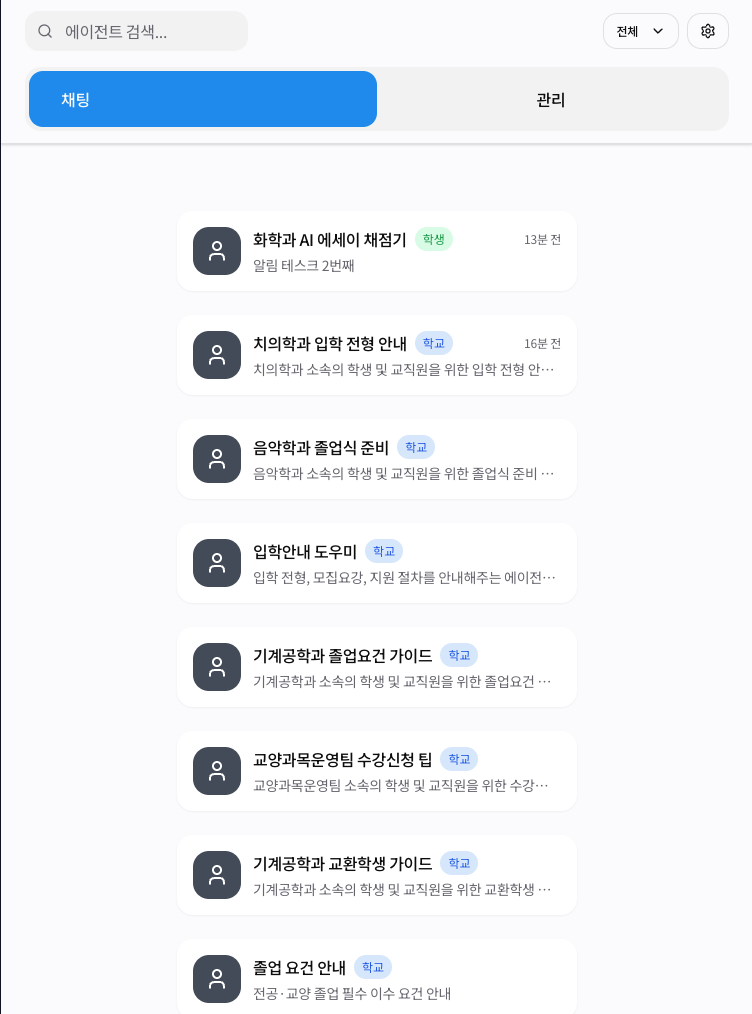 에이전트 검색...
전체
채팅
관리
화학과 AI 에세이 채점기 학생 13분 전
알림 테스크 2번째
치의학과 입학 전형 안내 학교 16분 전
치의학과 소속의 학생 및 교직원을 위한 입학 전형 안…
음악학과 졸업식 준비 학교
음악학과 소속의 학생 및 교직원을 위한 졸업식 준비 …
입학안내 도우미 학교
입학 전형, 모집요강, 지원 절차를 안내해주는 에이전…
기계공학과 졸업요건 가이드 학교
기계공학과 소속의 학생 및 교직원을 위한 졸업요건 …
교양과목운영팀 수강신청 팁 학교
교양과목운영팀 소속의 학생 및 교직원을 위한 수강…
기계공학과 교환학생 가이드 학교
기계공학과 소속의 학생 및 교직원을 위한 교환학생 …
졸업 요건 안내 학교
전공·교양 졸업 필수 이수 요건 안내